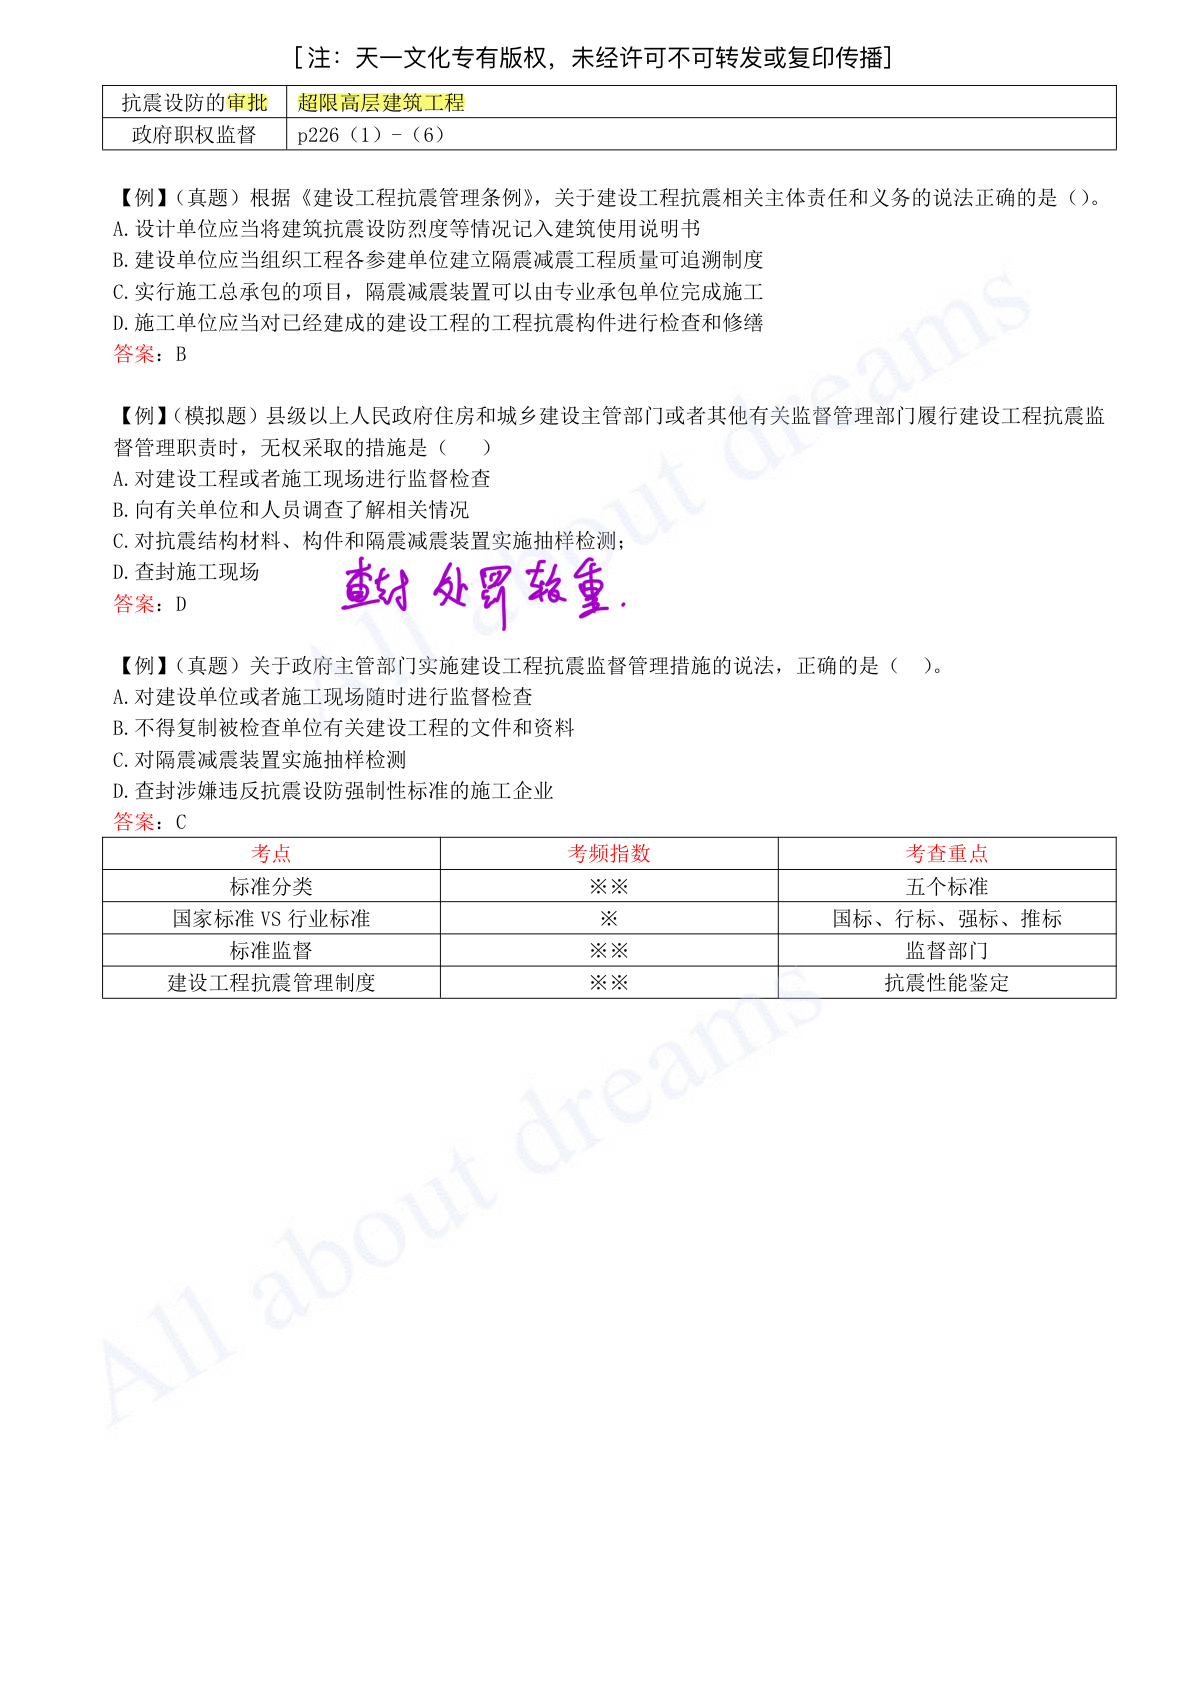 [注：天一文化专有版权，未经许可不可转发或复印传播]
抗震设防的审批 超限高层建筑工程
政府职权监督 p226（1）-（6）
【例】（真题）根据《建设工程抗震管理条例》，关于建设工程抗震相关主体责任和义务的说法正确的是（）。
A.设计单位应当将建筑抗震设防烈度等情况记入建筑使用说明书
B.建设单位应当组织工程各参建单位建立隔震减震工程质量可追溯制度
C.实行施工总承包的项目，隔震减震装置可以由专业承包单位完成施工
D.施工单位应当对已经建成的建设工程的工程抗震构件进行检查和修缮
答案：B
【例】（模拟题）县级以上人民政府住房和城乡建设主管部门或者其他有关监督管理部门履行建设工程抗震监
督管理职责时，无权采取的措施是（　）
A.对建设工程或者施工现场进行监督检查
B.向有关单位和人员调查了解相关情况
C.对抗震结构材料、构件和隔震减震装置实施抽样检测；
D.查封施工现场
查封 处罚较重.
答案：D
【例】（真题）关于政府主管部门实施建设工程抗震监督管理措施的说法，正确的是（　）。
A.对建设单位或者施工现场随时进行监督检查
B.不得复制被检查单位有关建设工程的文件和资料
C.对隔震减震装置实施抽样检测
D.查封涉嫌违反抗震设防强制性标准的施工企业
答案：C
考点 考频指数 考查重点
标准分类 ※※ 五个标准
国家标准 VS 行业标准 ※ 国标、行标、强标、推标
标准监督 ※※ 监督部门
建设工程抗震管理制度 ※※ 抗震性能鉴定
All about dreams
All about dreams